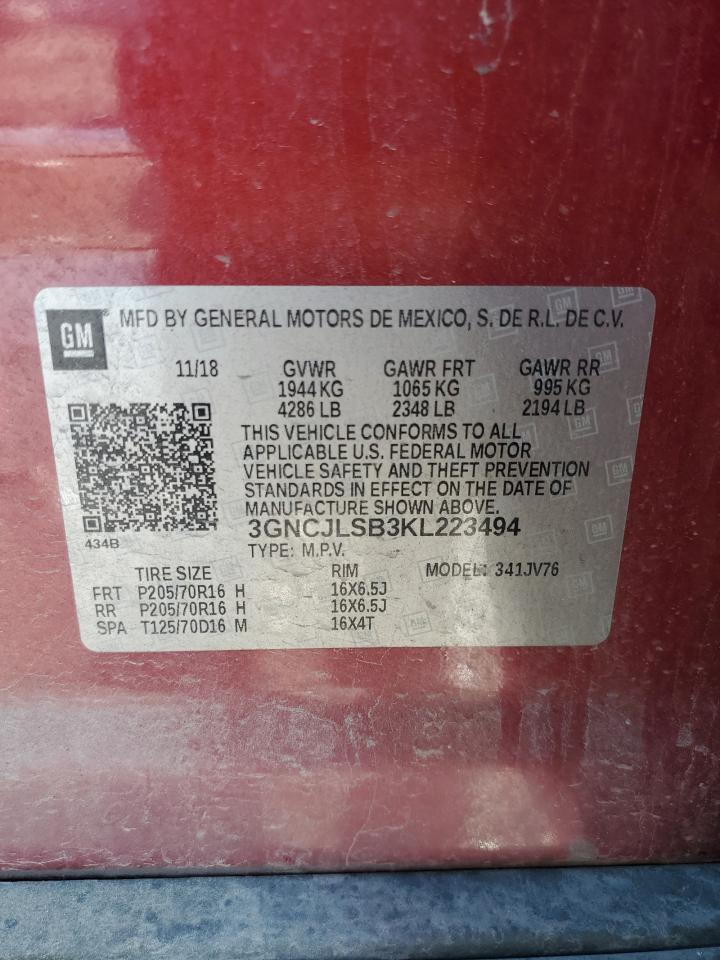 GM
® MFD BY GENERAL MOTORS DE MEXICO, S. DE R.L. DE C.V.
11/18 GVWR GAWR FRT GAWR RR
1944 KG 1065 KG 995 KG
4286 LB 2348 LB 2194 LB
THIS VEHICLE CONFORMS TO ALL
APPLICABLE U.S. FEDERAL MOTOR
VEHICLE SAFETY AND THEFT PREVENTION
STANDARDS IN EFFECT ON THE DATE OF
MANUFACTURE SHOWN ABOVE.
3GNCJLSB3KL223494
434B
TYPE: M.P.V.
TIRE SIZE RIM MODEL: 341JV76
FRT P205/70R16 H 16X6.5J
RR P205/70R16 H 16X6.5J
SPA T125/70D16 M 16X4T